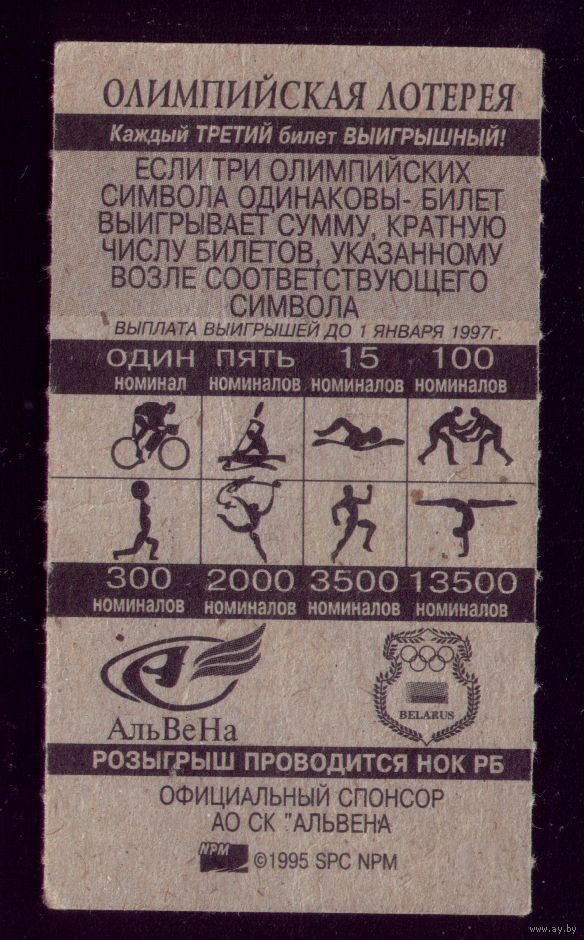 ОЛИМПИЙСКАЯ ЛОТЕРЕЯ
Каждый ТРЕТИЙ билет ВЫИГРЫШНЫЙ!
ЕСЛИ ТРИ ОЛИМПИЙСКИХ
СИМВОЛА ОДИНАКОВЫ- БИЛЕТ
ВЫИГРЫВАЕТ СУММУ, КРАТНУЮ
ЧИСЛУ БИЛЕТОВ, УКАЗАННОМУ
ВОЗЛЕ СООТВЕТСТВУЮЩЕГО
СИМВОЛА
ВЫПЛАТА ВЫИГРЫШЕЙ ДО 1 ЯНВАРЯ 1997г.
ОДИН ПЯТЬ 15 100
НОМИНАЛ НОМИНАЛОВ НОМИНАЛОВ НОМИНАЛОВ
300 2000 3500 13500
НОМИНАЛОВ НОМИНАЛОВ НОМИНАЛОВ НОМИНАЛОВ
BELARUS
АльВеНа
РОЗЫГРЫШ ПРОВОДИТСЯ НОК РБ
ОФИЦИАЛЬНЫЙ СПОНСОР
АО СК "АЛЬВЕНА
NPM ©1995 SPC NPM
www.ay.by